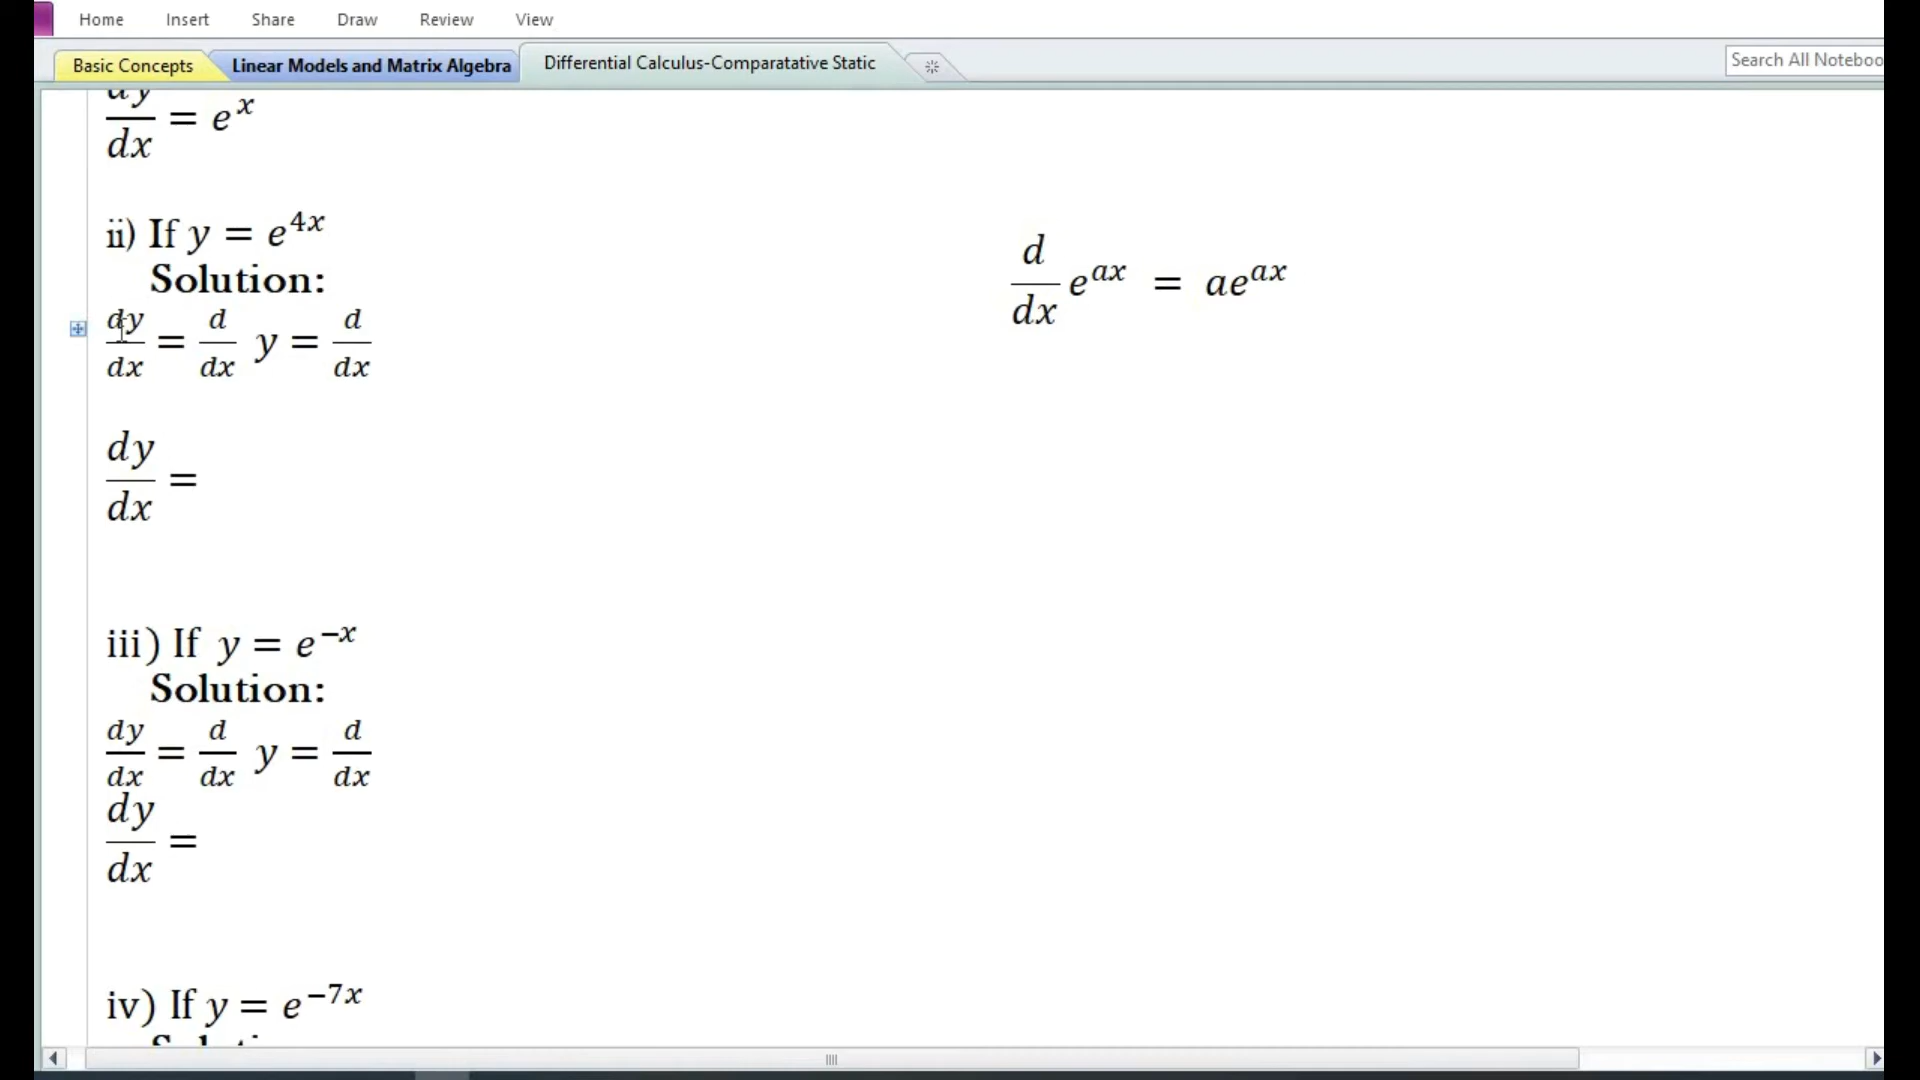 Home Insert Share Draw Review View
Basic Concepts Linear Models and Matrix Algebra Differential Calculus-Comparatative Static Search All Noteboo
dy/dx = e^x
ii) If y = e^{4x}
Solution:
d/dx e^{ax} = ae^{ax}
dy/dx = d/dx y = d/dx
dy/dx =
iii) If y = e^{-x}
Solution:
dy/dx = d/dx y = d/dx
dy/dx =
iv) If y = e^{-7x}